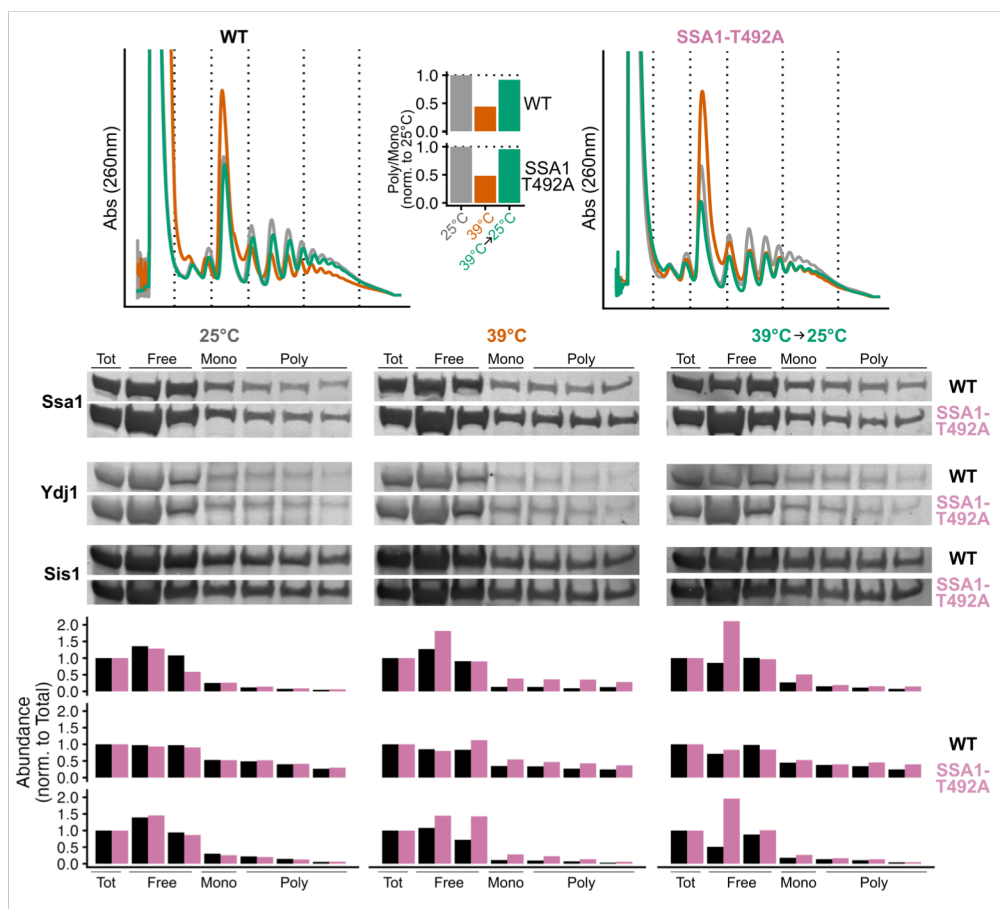 WT
SSA1-T492A
Abs (260nm)
Poly/Mono
(norm. to 25°C)
1.0
0.5
0.0
WT
1.0
0.5
0.0
SSA1
T492A
25°C
39°C
39°C→25°C
Abs (260nm)
25°C
39°C
39°C→25°C
Tot Free Mono Poly
Tot Free Mono Poly
Tot Free Mono Poly
Ssa1
WT
SSA1-
T492A
Ydj1
WT
SSA1-
T492A
Sis1
WT
SSA1-
T492A
Abundance
(norm. to Total)
2.0
1.5
1.0
0.5
0.0
2.0
1.5
1.0
0.5
0.0
2.0
1.5
1.0
0.5
0.0
WT
SSA1-
T492A
Tot Free Mono Poly
Tot Free Mono Poly
Tot Free Mono Poly